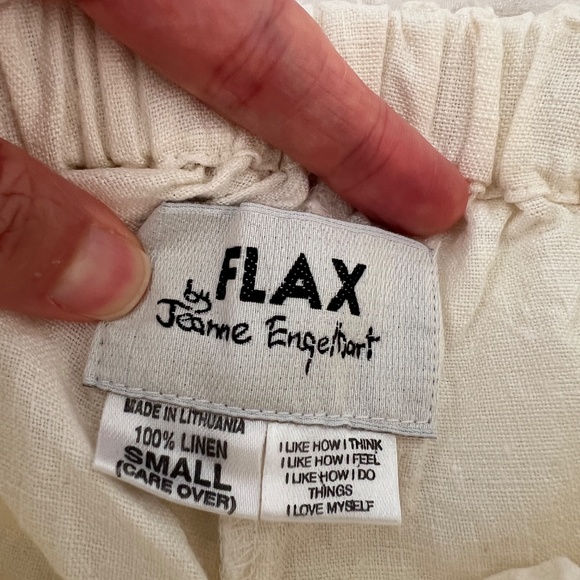 FLAX
by
Jeanne Engelhart
MADE IN LITHUANIA
100% LINEN
SMALL
(CARE OVER)
I LIKE HOW I THINK
I LIKE HOW I FEEL
I LIKE HOW I DO
THINGS
I LOVE MYSELF